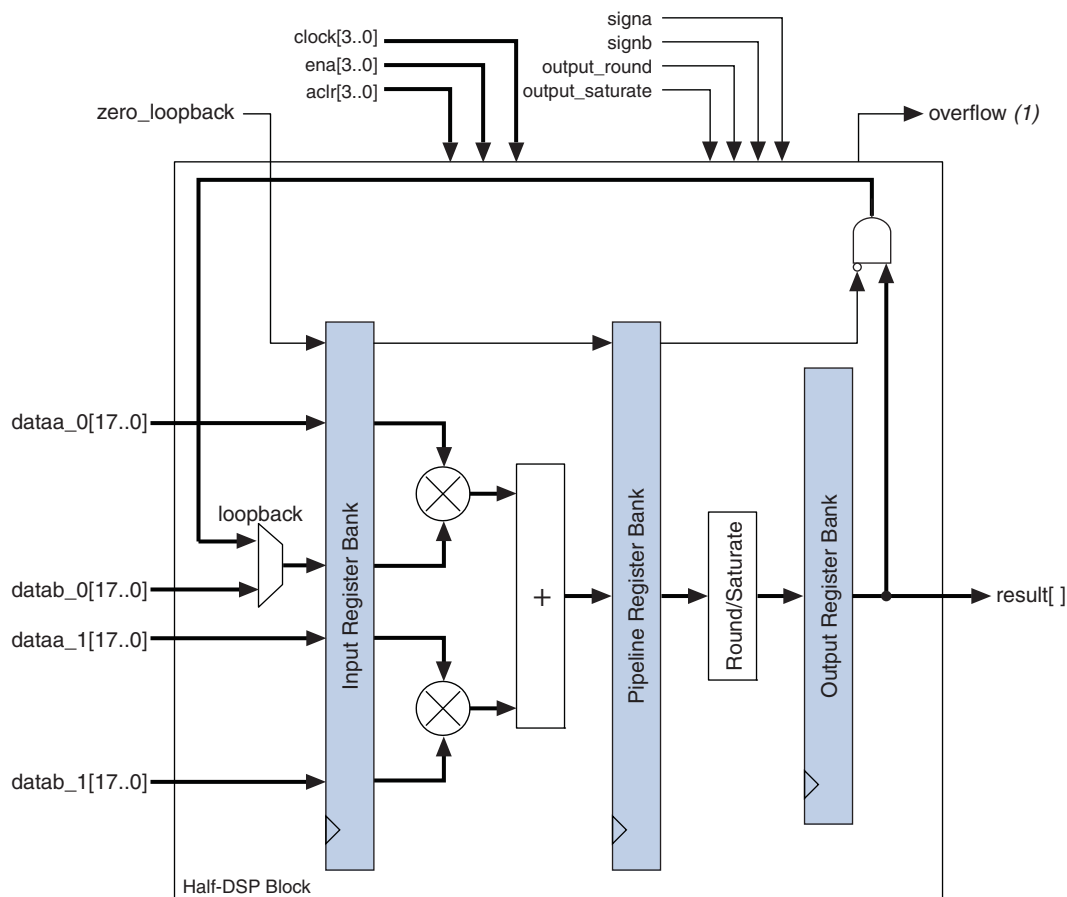 signa
clock[3..0]
signb
ena[3..0]
output_round
aclr[3..0]
output_saturate
zero_loopback
overflow (1)
dataa_0[17..0]
loopback
datab_0[17..0]
dataa_1[17..0]
datab_1[17..0]
Input Register Bank
+
Pipeline Register Bank
Round/Saturate
Output Register Bank
result[ ]
Half-DSP Block